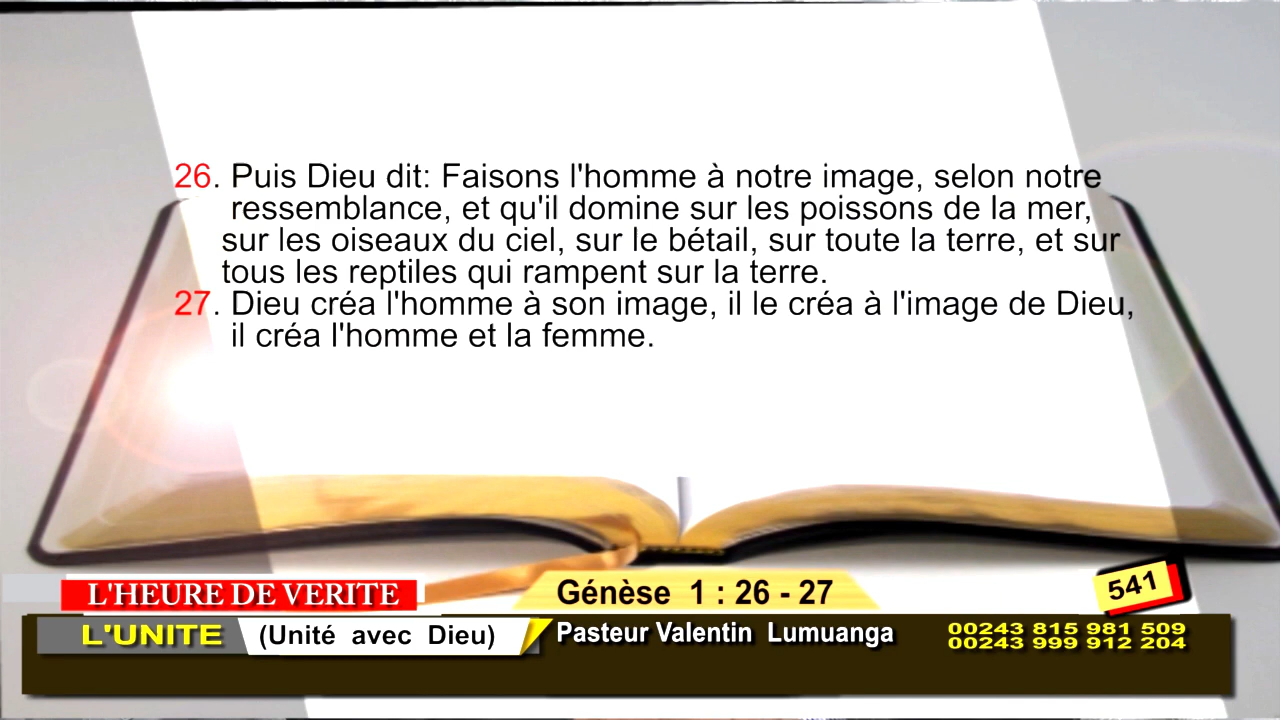 26. Puis Dieu dit: Faisons l'homme à notre image, selon notre
ressemblance, et qu'il domine sur les poissons de la mer,
sur les oiseaux du ciel, sur le bétail, sur toute la terre, et sur
tous les reptiles qui rampent sur la terre.
27. Dieu créa l'homme à son image, il le créa à l'image de Dieu,
il créa l'homme et la femme.
L'HEURE DE VERITE
Génèse 1 : 26 - 27
541
L'UNITE
(Unité avec Dieu)
Pasteur Valentin Lumuanga
00243 815 981 509
00243 999 912 204